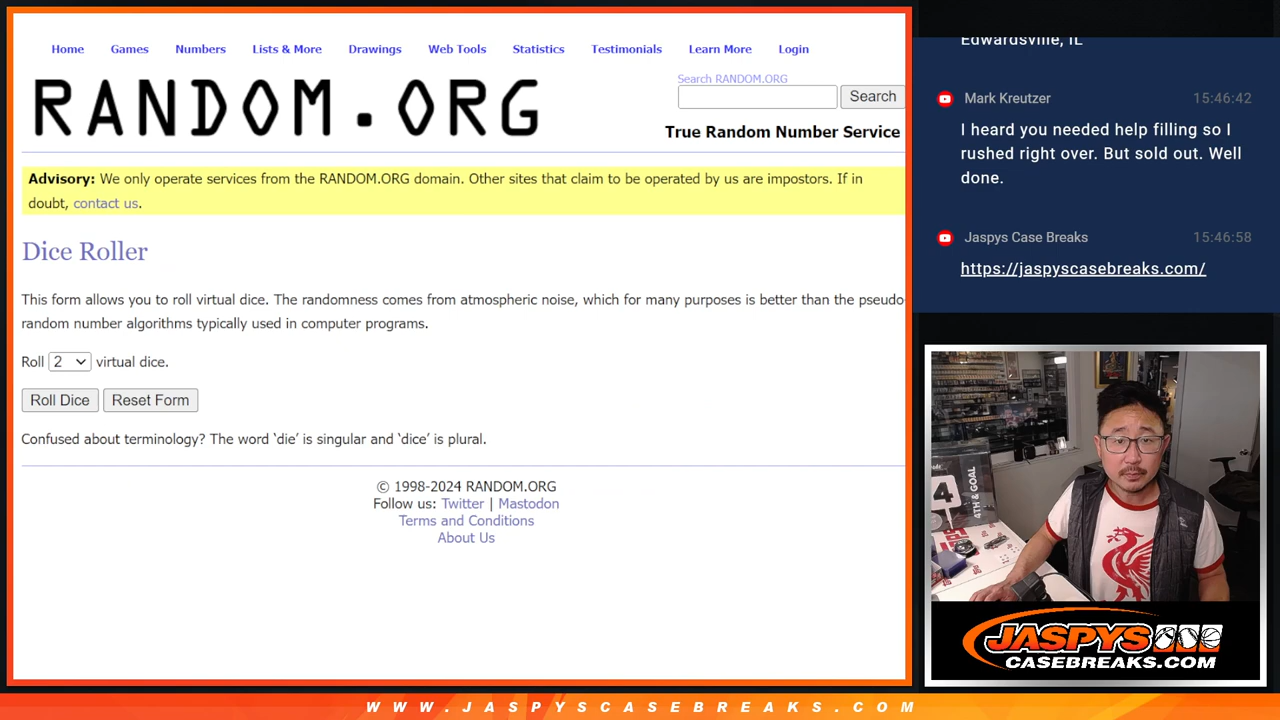 Home Games Numbers Lists & More Drawings Web Tools Statistics Testimonials Learn More Login
RANDOM.ORG
Search RANDOM.ORG
Search
True Random Number Service
Advisory: We only operate services from the RANDOM.ORG domain. Other sites that claim to be operated by us are impostors. If in
doubt, contact us.
Dice Roller
This form allows you to roll virtual dice. The randomness comes from atmospheric noise, which for many purposes is better than the pseudo-
random number algorithms typically used in computer programs.
Roll 2 virtual dice.
Roll Dice Reset Form
Confused about terminology? The word ‘die’ is singular and ‘dice’ is plural.
© 1998-2024 RANDOM.ORG
Follow us: Twitter | Mastodon
Terms and Conditions
About Us
Edwardsville, IL
Mark Kreutzer 15:46:42
I heard you needed help filling so I
rushed right over. But sold out. Well
done.
Jaspys Case Breaks 15:46:58
https://jaspyscasebreaks.com/
4TH & GOAL
JASPYS
CASEBREAKS.COM
WWW.JASPYSCASEBREAKS.COM